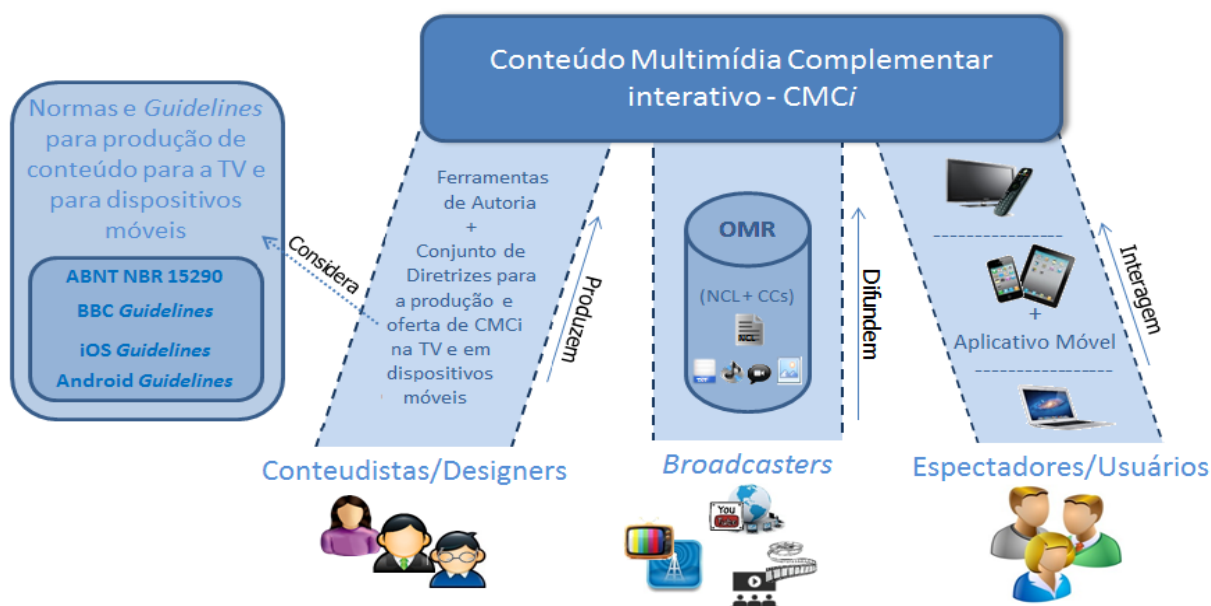 Conteúdo Multimídia Complementar
interativo - CMCi
Normas e Guidelines
para produção de
conteúdo para a TV e
para dispositivos
móveis
ABNT NBR 15290
BBC Guidelines
iOS Guidelines
Android Guidelines
Considera
Ferramentas
de Autoria
+
Conjunto de
Diretrizes para
a produção e
oferta de CMCi
na TV e em
dispositivos
móveis
Produzem
OMR
(NCL + CCs)
NCL
Difundem
+
Aplicativo Móvel
Interagem
Conteudistas/Designers
Broadcasters
Espectadores/Usuários
You